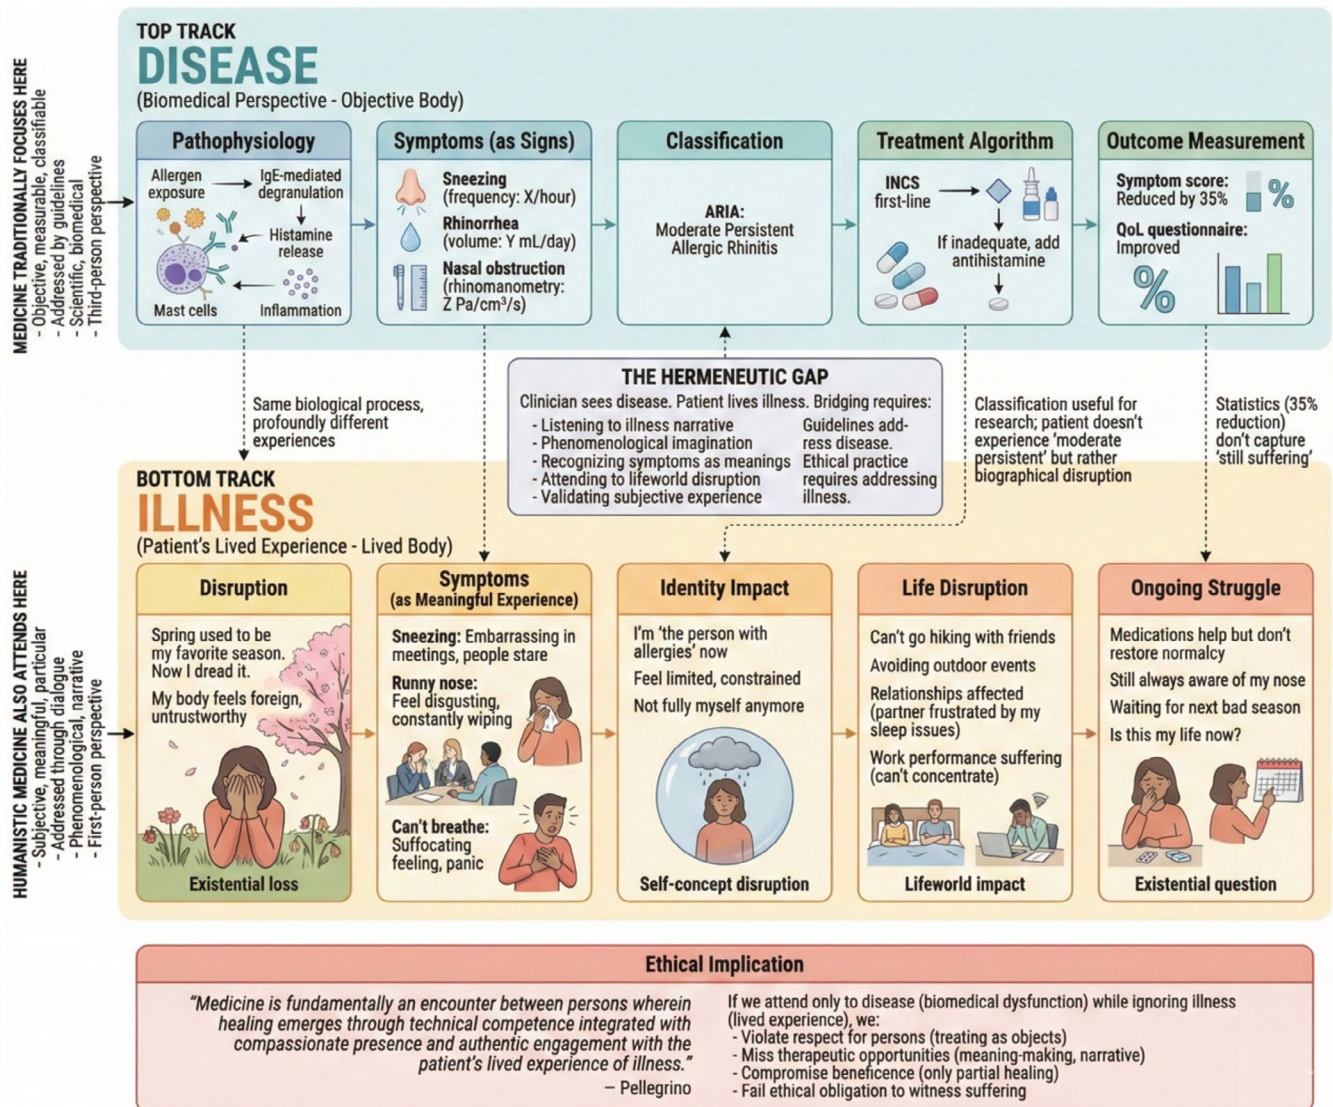 TOP TRACK
DISEASE
(Biomedical Perspective - Objective Body)
MEDICINE TRADITIONALLY FOCUSES HERE
- Objective, measurable, classifiable
- Addressed by guidelines
- Scientific, biomedical
- Third-person perspective
Pathophysiology
Allergen
exposure
IgE-mediated
degranulation
Histamine
release
Mast cells
Inflammation
Symptoms (as Signs)
Sneezing
(frequency: X/hour)
Rhinorrhea
(volume: Y mL/day)
Nasal obstruction
(rhinomanometry:
Z Pa/cm³/s)
Classification
ARIA:
Moderate Persistent
Allergic Rhinitis
Treatment Algorithm
INCS
first-line
If inadequate, add
antihistamine
Outcome Measurement
Symptom score:
Reduced by 35%
%
QoL questionnaire:
Improved
%
Same biological process,
profoundly different
experiences
THE HERMENEUTIC GAP
Clinician sees disease. Patient lives illness. Bridging requires:
- Listening to illness narrative
- Phenomenological imagination
- Recognizing symptoms as meanings
- Attending to lifeworld disruption
- Validating subjective experience
Guidelines add-
ress disease.
Ethical practice
requires addressing
illness.
Classification useful for
research; patient doesn't
experience 'moderate
persistent' but rather
biographical disruption
Statistics (35%
reduction)
don't capture
'still suffering'
BOTTOM TRACK
ILLNESS
(Patient's Lived Experience - Lived Body)
HUMANISTIC MEDICINE ALSO ATTENDS HERE
- Subjective, meaningful, particular
- Addressed through dialogue
- Phenomenological, narrative
- First-person perspective
Disruption
Spring used to be
my favorite season.
Now I dread it.
My body feels foreign,
untrustworthy
Existential loss
Symptoms
(as Meaningful Experience)
Sneezing: Embarrassing in
meetings, people stare
Runny nose:
Feel disgusting,
constantly wiping
Can't breathe:
Suffocating
feeling, panic
Identity Impact
I'm 'the person with
allergies' now
Feel limited, constrained
Not fully myself anymore
Self-concept disruption
Life Disruption
Can't go hiking with friends
Avoiding outdoor events
Relationships affected
(partner frustrated by my
sleep issues)
Work performance suffering
(can't concentrate)
Lifeworld impact
Ongoing Struggle
Medications help but don't
restore normalcy
Still always aware of my nose
Waiting for next bad season
Is this my life now?
Existential question
Ethical Implication
"Medicine is fundamentally an encounter between persons wherein
healing emerges through technical competence integrated with
compassionate presence and authentic engagement with the
patient's lived experience of illness."
– Pellegrino
If we attend only to disease (biomedical dysfunction) while ignoring illness
(lived experience), we:
- Violate respect for persons (treating as objects)
- Miss therapeutic opportunities (meaning-making, narrative)
- Compromise beneficence (only partial healing)
- Fail ethical obligation to witness suffering